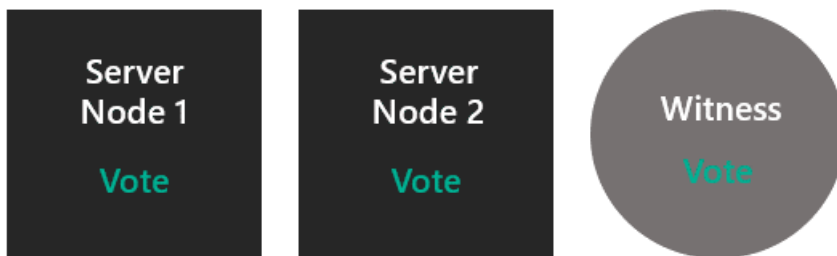 Server
Node 1
Vote
Server
Node 2
Vote
Witness
Vote